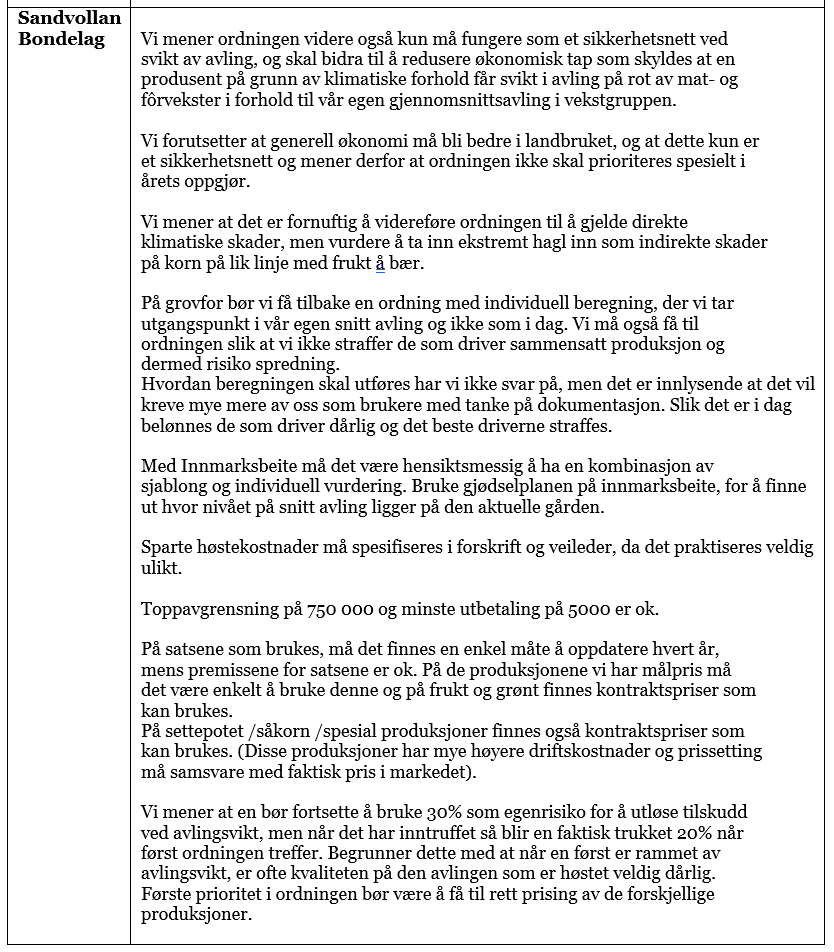 Sandvollan
Bondelag
Vi mener ordningen videre også kun må fungere som et sikkerhetsnett ved
svikt av avling, og skal bidra til å redusere økonomisk tap som skyldes at en
produsent på grunn av klimatiske forhold får svikt i avling på rot av mat- og
fôrvekster i forhold til vår egen gjennomsnittsavling i vekstgruppen.
Vi forutsetter at generell økonomi må bli bedre i landbruket, og at dette kun er
et sikkerhetsnett og mener derfor at ordningen ikke skal prioriteres spesielt i
årets oppgjør.
Vi mener at det er fornuftig å videreføre ordningen til å gjelde direkte
klimatiske skader, men vurdere å ta inn ekstremt hagl inn som indirekte skader
på korn på lik linje med frukt å bær.
På grovfor bør vi få tilbake en ordning med individuell beregning, der vi tar
utgangspunkt i vår egen snitt avling og ikke som i dag. Vi må også få til
ordningen slik at vi ikke straffer de som driver sammensatt produksjon og
dermed risiko spredning.
Hvordan beregningen skal utføres har vi ikke svar på, men det er innlysende at det vil
kreve mye mere av oss som brukere med tanke på dokumentasjon. Slik det er i dag
belønnes de som driver dårlig og det beste driverne straffes.
Med Innmarksbeite må det være hensiktsmessig å ha en kombinasjon av
sjablong og individuell vurdering. Bruke gjødselplanen på innmarksbeite, for å finne
ut hvor nivået på snitt avling ligger på den aktuelle gården.
Sparte høstekostnader må spesifiseres i forskrift og veileder, da det praktiseres veldig
ulikt.
Toppavgrensning på 750 000 og minste utbetaling på 5000 er ok.
På satsene som brukes, må det finnes en enkel måte å oppdatere hvert år,
mens premissene for satsene er ok. På de produksjonene vi har målpris må
det være enkelt å bruke denne og på frukt og grønt finnes kontraktspriser som
kan brukes.
På settepotet /såkorn /spesial produksjoner finnes også kontraktspriser som
kan brukes. (Disse produksjoner har mye høyere driftskostnader og prissetting
må samsvare med faktisk pris i markedet).
Vi mener at en bør fortsette å bruke 30% som egenrisiko for å utløse tilskudd
ved avlingsvikt, men når det har inntruffet så blir en faktisk trukket 20% når
først ordningen treffer. Begrunner dette med at når en først er rammet av
avlingsvikt, er ofte kvaliteten på den avlingen som er høstet veldig dårlig.
Første prioritet i ordningen bør være å få til rett prising av de forskjellige
produksjoner.